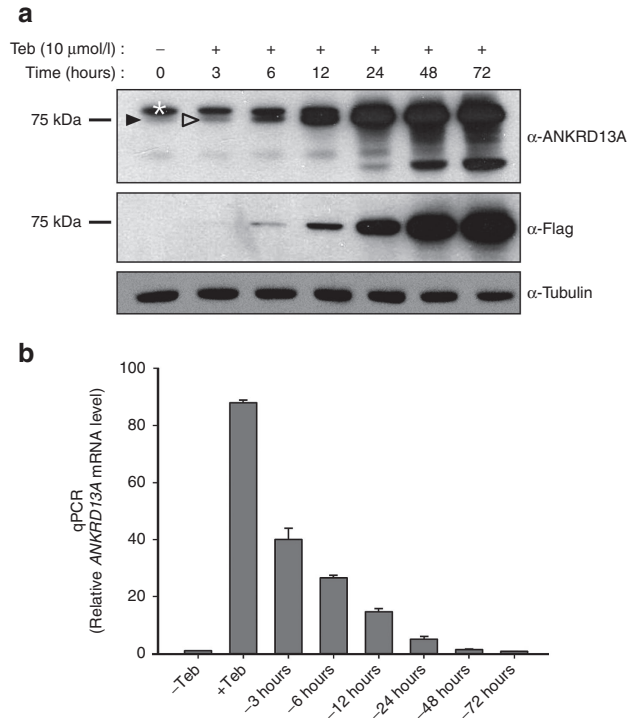 a
Teb (10 μmol/l) : – + + + + + +
Time (hours) : 0 3 6 12 24 48 72
*
75 kDa
α-ANKRD13A
75 kDa
α-Flag
α-Tubulin
b
qPCR
(Relative ANKRD13A mRNA level)
100
80
60
40
20
0
–Teb
+Teb
–3 hours
–6 hours
–12 hours
–24 hours
–48 hours
–72 hours